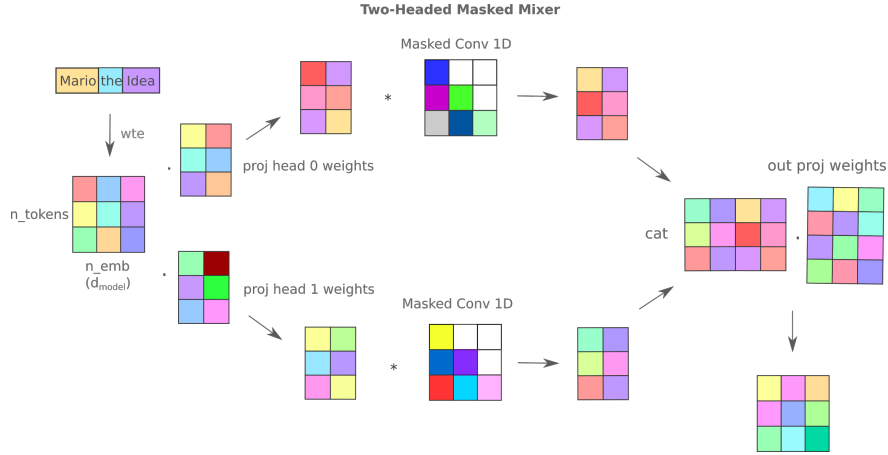 Two-Headed Masked Mixer
Masked Conv 1D
Mario the Idea
*
wte
. proj head 0 weights
out proj weights
n_tokens
cat
.
n_emb
(d_model)
. proj head 1 weights
Masked Conv 1D
*